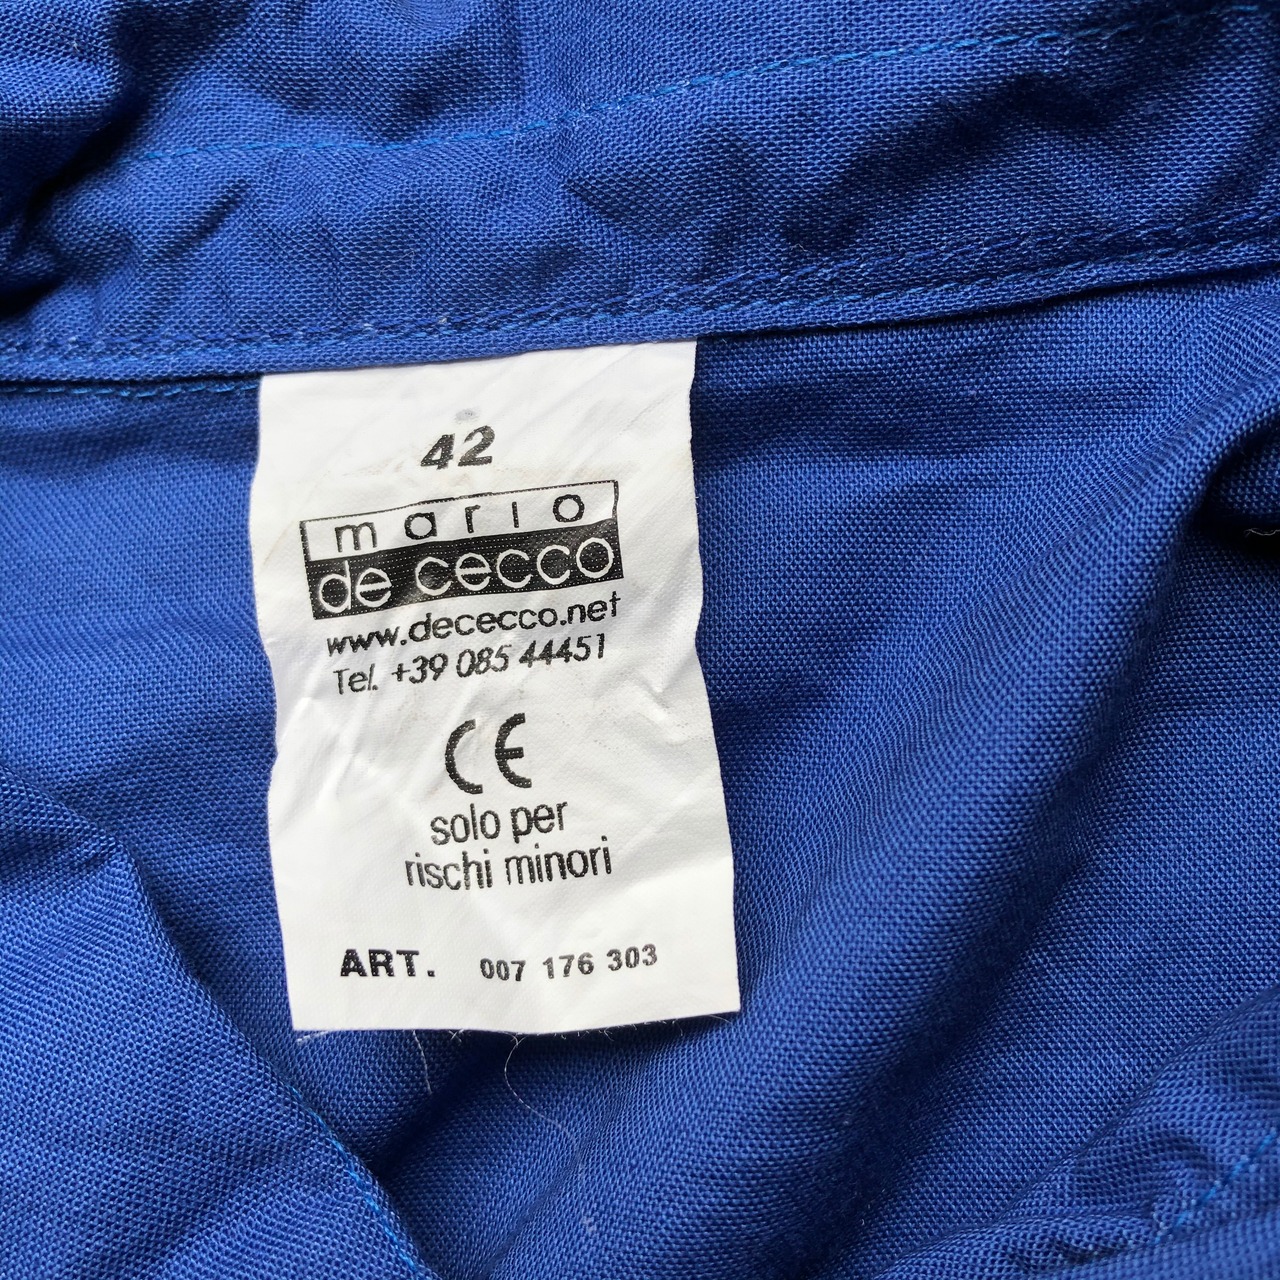 42
mario
de cecco
www.dececco.net
Tel. +39 085 44451
CE
solo per
rischi minori
ART. 007 176 303